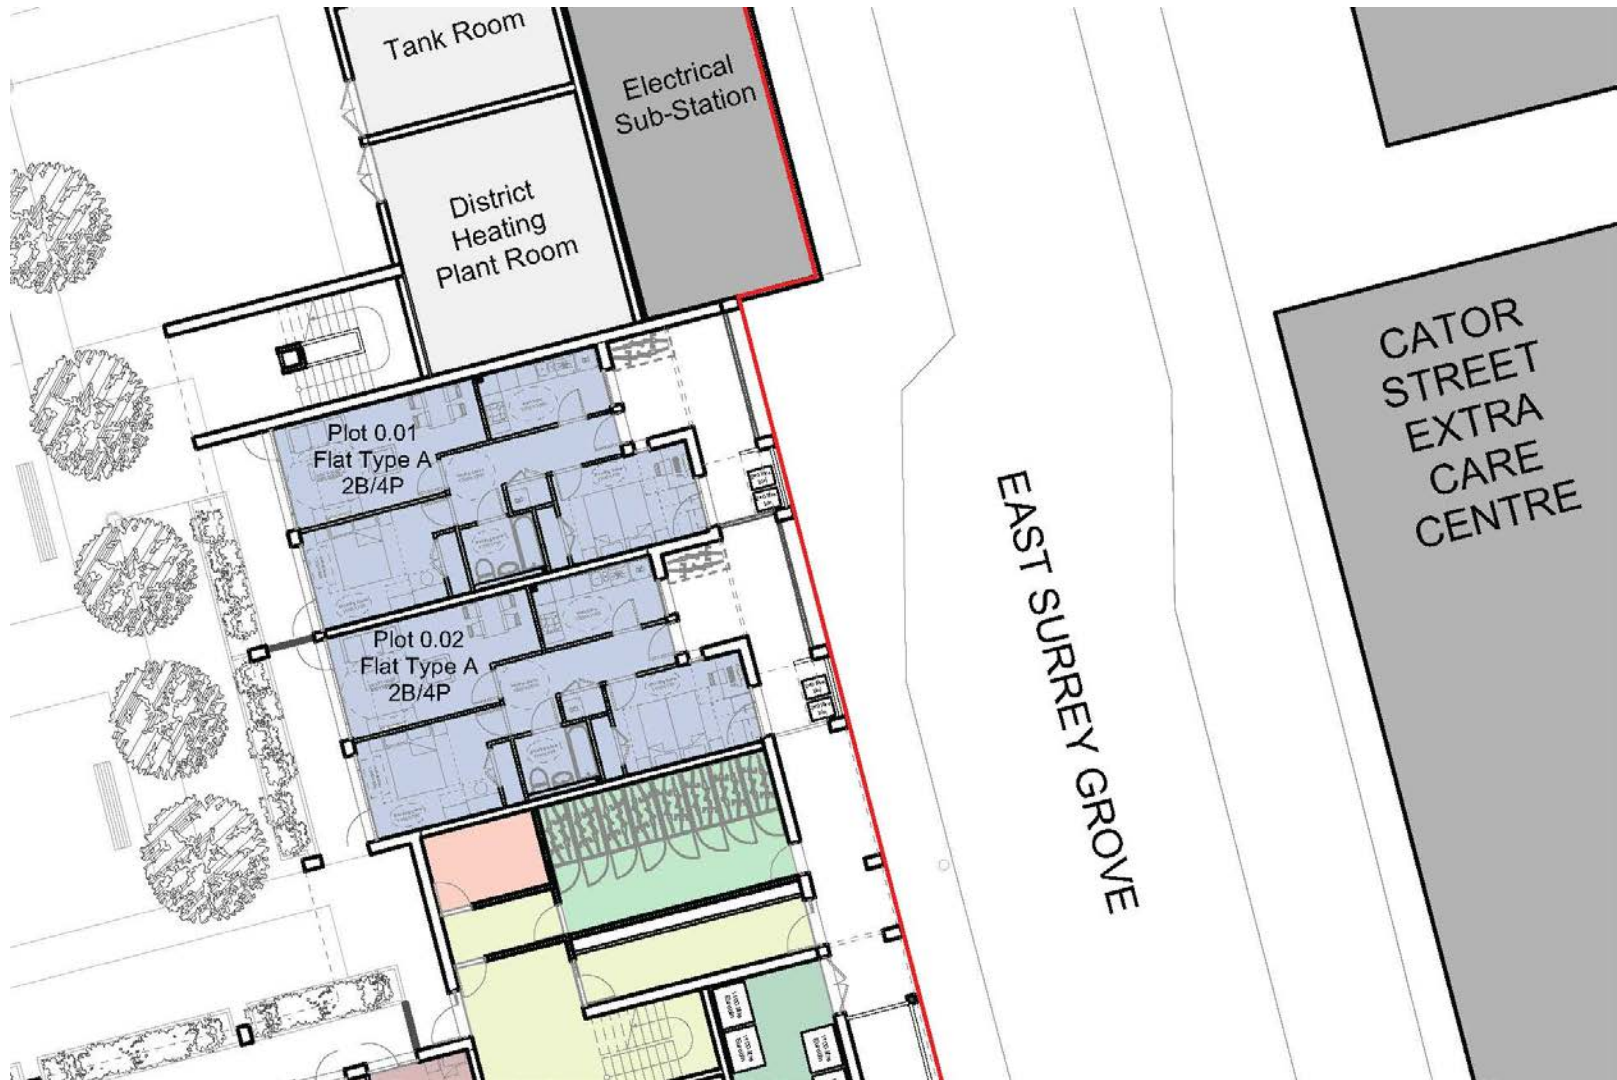 Tank Room
Electrical
Sub-Station
District
Heating
Plant Room
CATOR
STREET
EXTRA
CARE
CENTRE
Plot 0.01
Flat Type A
2B/4P
EAST SURREY GROVE
Plot 0.02
Flat Type A
2B/4P